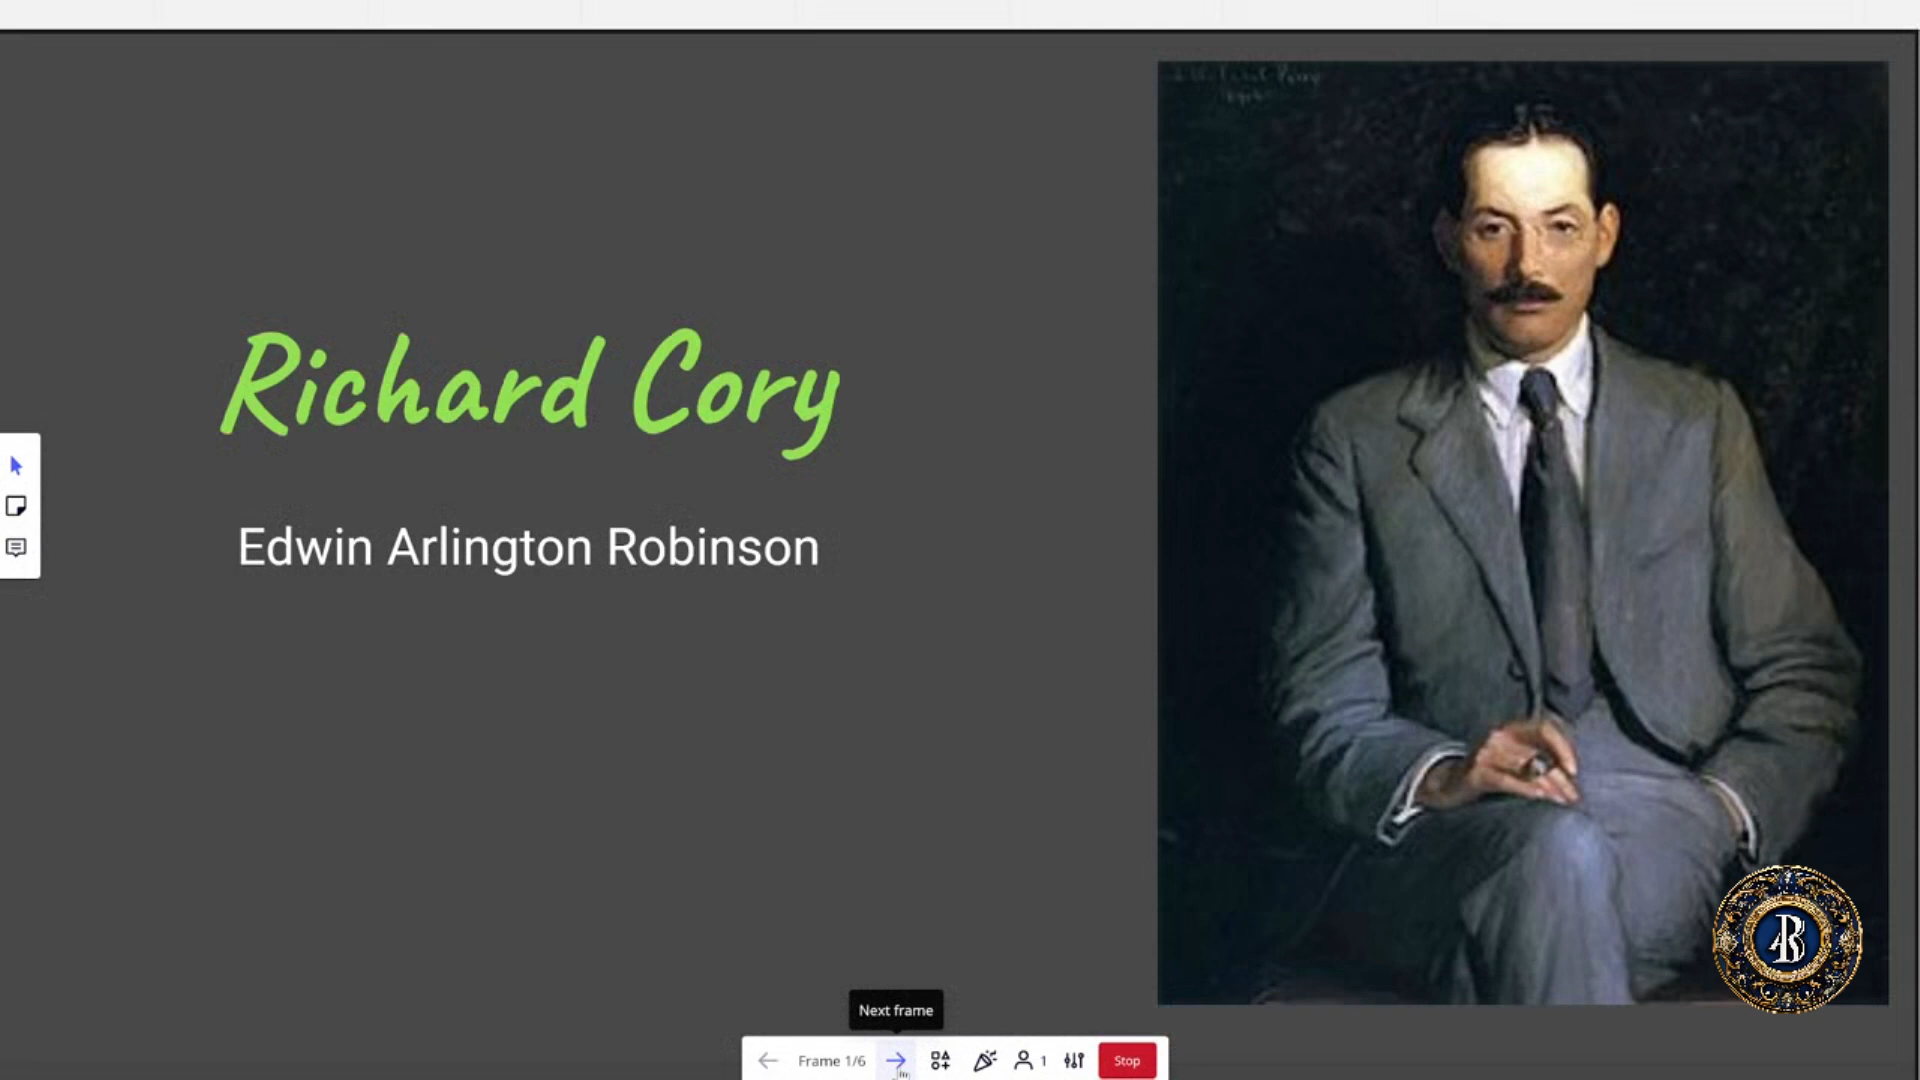 Richard Cory
Edwin Arlington Robinson
Next frame
Frame 1/6
1
Stop